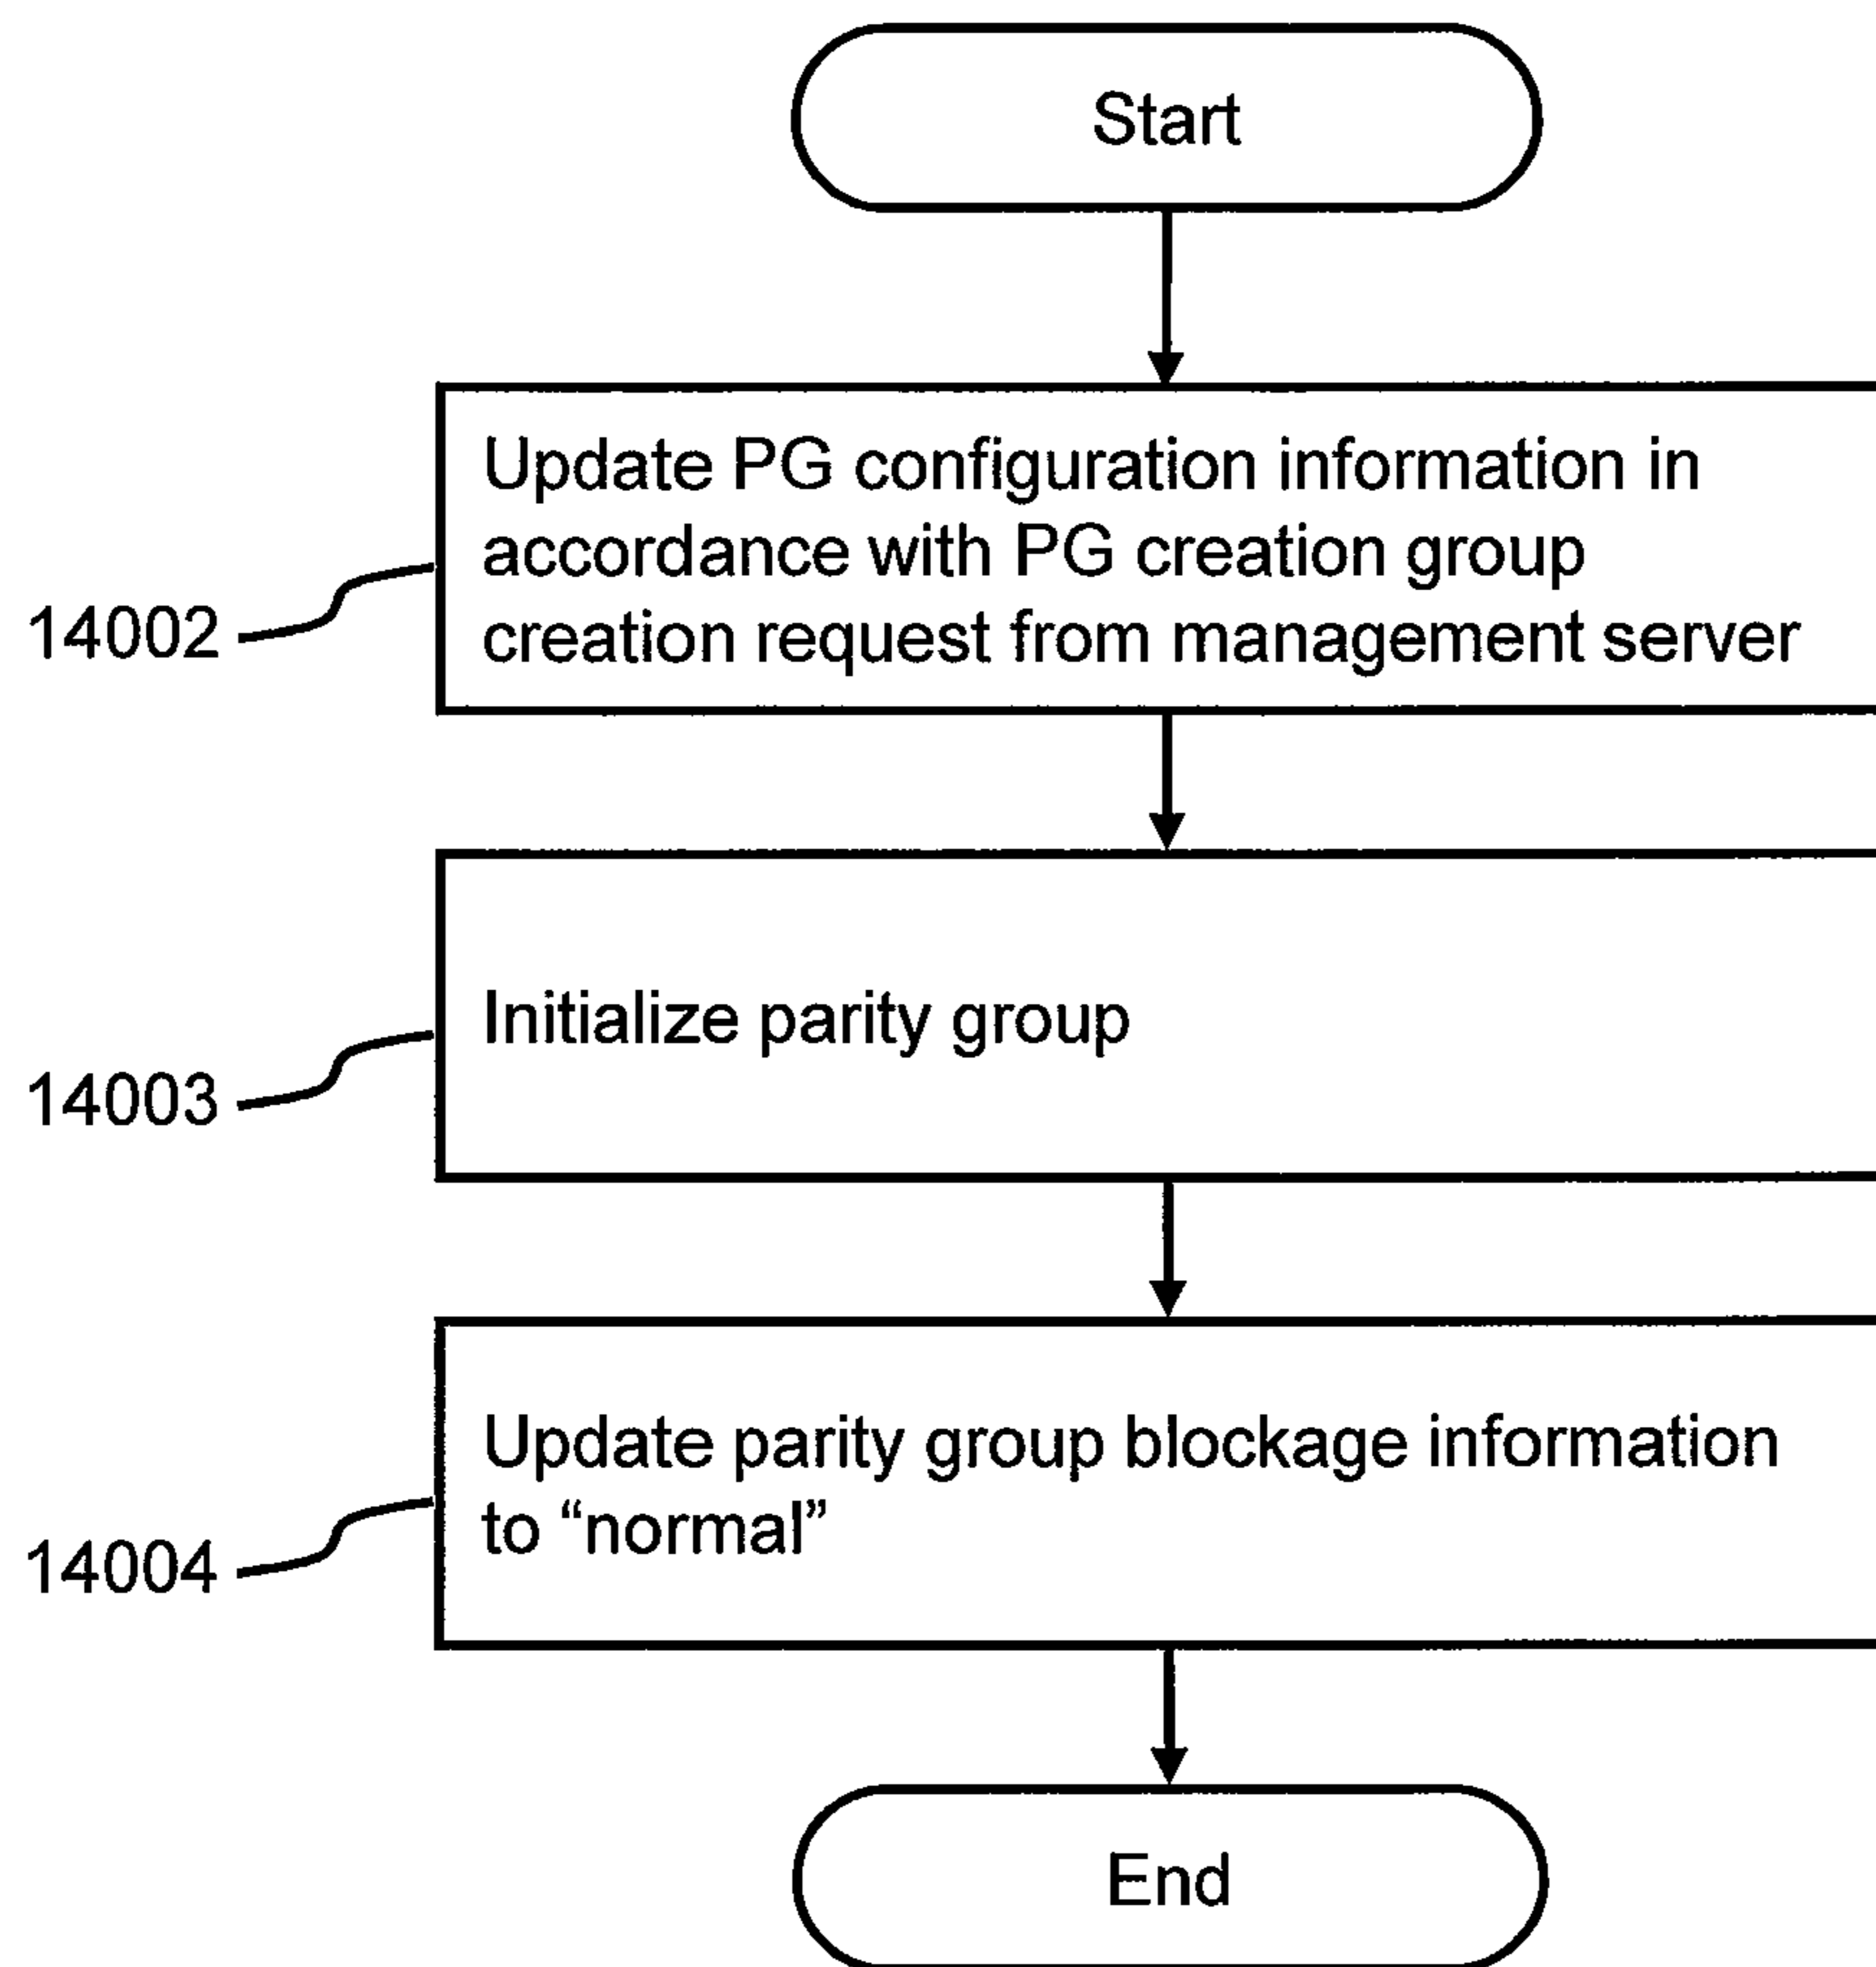 Start
Update PG configuration information in
accordance with PG creation group
creation request from management server
14002
Initialize parity group
14003
Update parity group blockage information
to “normal”
14004
End